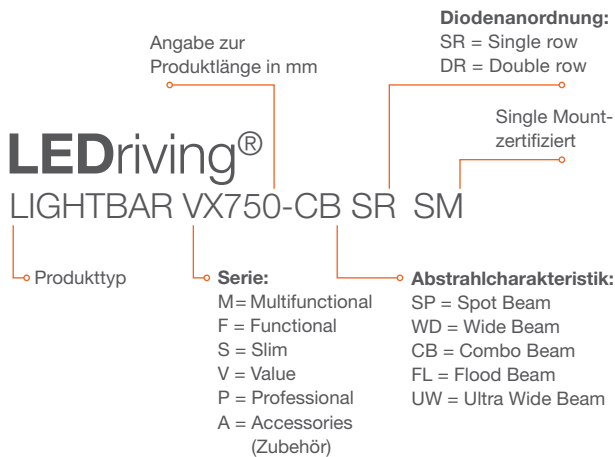 Angabe zur
Produktlänge in mm
Diodenanordnung:
SR = Single row
DR = Double row
Single Mount-
zertifiziert
LEDriving®
LIGHTBAR VX750-CB SR SM
Produkttyp
Serie:
M= Multifunctional
F = Functional
S = Slim
V = Value
P = Professional
A = Accessories
(Zubehör)
Abstrahlcharakteristik:
SP = Spot Beam
WD = Wide Beam
CB = Combo Beam
FL = Flood Beam
UW = Ultra Wide Beam